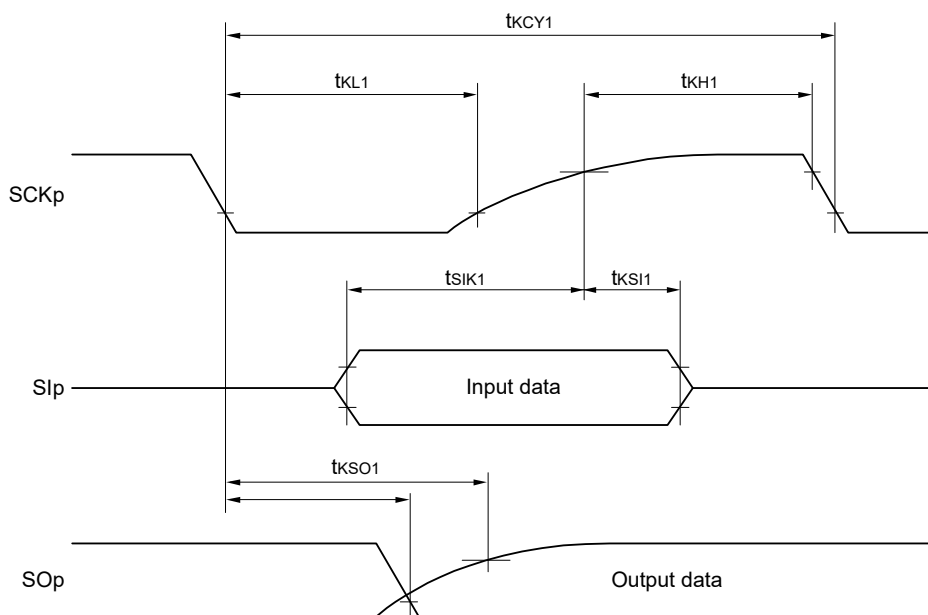 tKCY1
tKL1
tKH1
SCKp
tSIK1
tKSI1
SIp
Input data
tKSO1
SOp
Output data